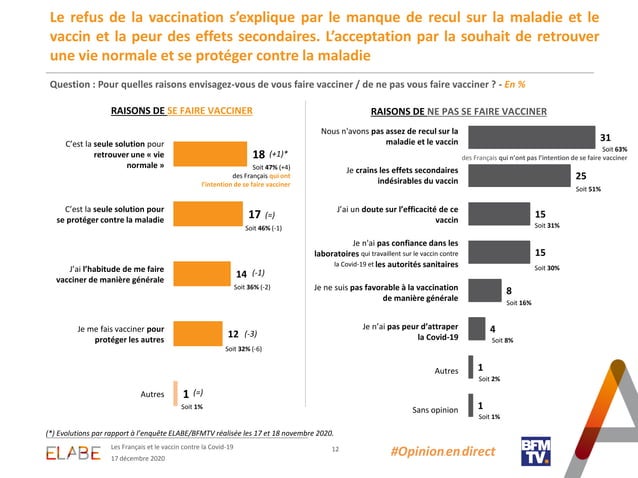 Le refus de la vaccination s’explique par le manque de recul sur la maladie et le
vaccin et la peur des effets secondaires. L’acceptation par la souhait de retrouver
une vie normale et se protéger contre la maladie
Question : Pour quelles raisons envisagez-vous de vous faire vacciner / de ne pas vous faire vacciner ? - En %
RAISONS DE SE FAIRE VACCINER
C’est la seule solution pour
retrouver une « vie
normale »
18 (+1)*
Soit 47% (+4)
des Français qui ont
l’intention de se faire vacciner
C’est la seule solution pour
se protéger contre la maladie
17 (=)
Soit 46% (-1)
J’ai l’habitude de me faire
vacciner de manière générale
14 (-1)
Soit 36% (-2)
Je me fais vacciner pour
protéger les autres
12 (-3)
Soit 32% (-6)
Autres
1 (=)
Soit 1%
RAISONS DE NE PAS SE FAIRE VACCINER
Nous n'avons pas assez de recul sur la
maladie et le vaccin
31
Soit 63%
des Français qui n’ont pas l’intention de se faire vacciner
Je crains les effets secondaires
indésirables du vaccin
25
Soit 51%
J’ai un doute sur l’efficacité de ce
vaccin
15
Soit 31%
Je n'ai pas confiance dans les
laboratoires qui travaillent sur le vaccin contre
la Covid-19 et les autorités sanitaires
15
Soit 30%
Je ne suis pas favorable à la vaccination
de manière générale
8
Soit 16%
Je n’ai pas peur d’attraper
la Covid-19
4
Soit 8%
Autres
1
Soit 2%
Sans opinion
1
Soit 1%
(*) Evolutions par rapport à l’enquête ELABE/BFMTV réalisée les 17 et 18 novembre 2020.
ELABE
Les Français et le vaccin contre la Covid-19
17 décembre 2020
12
#Opinionendirect
BFM
TV.